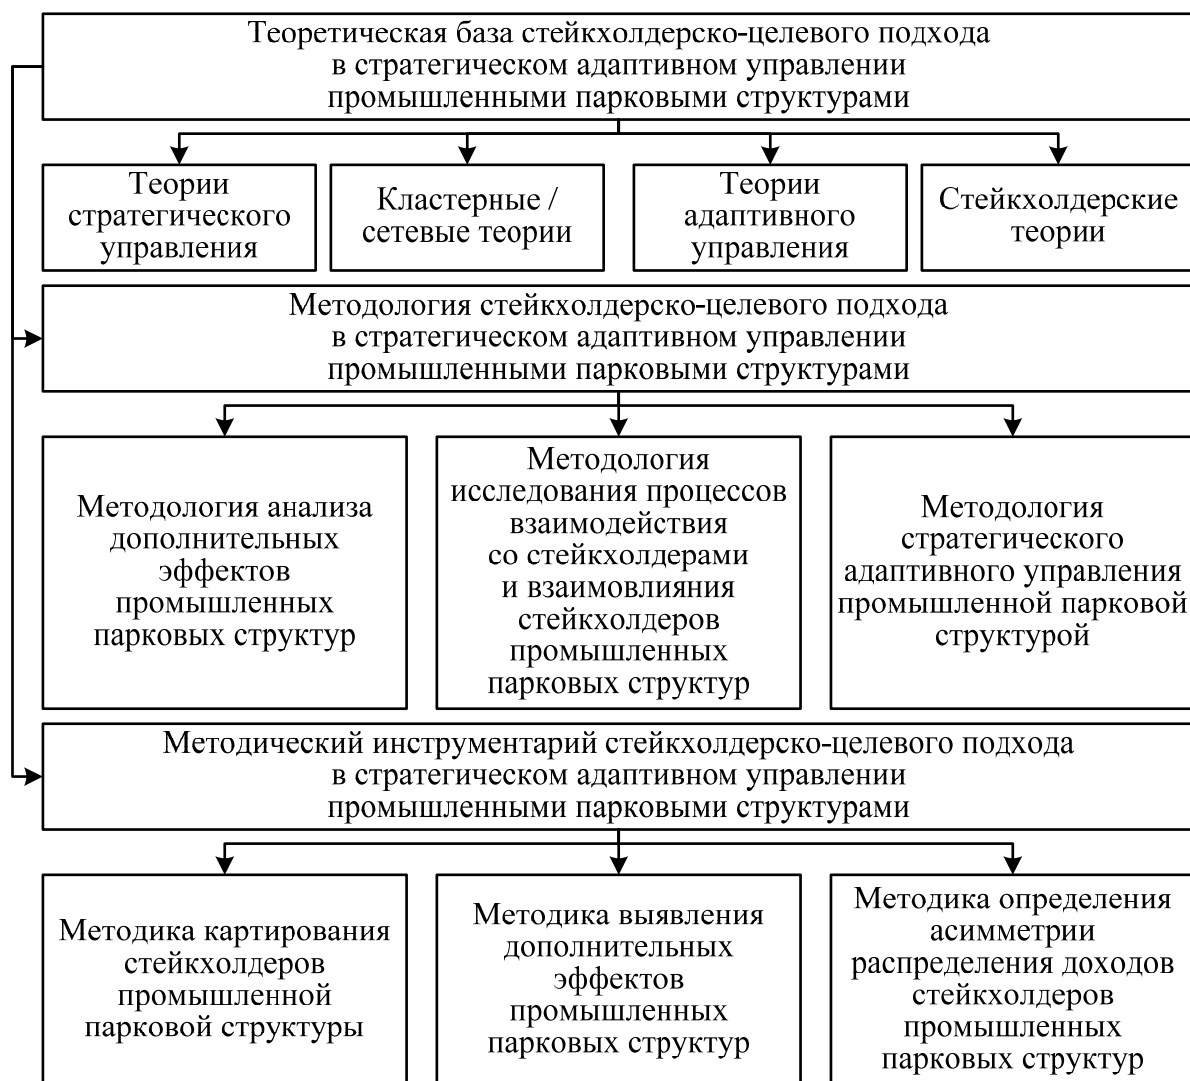 Теоретическая база стейкхолдерско-целевого подхода
в стратегическом адаптивном управлении
промышленными парковыми структурами
Теории
стратегического
управления
Кластерные /
сетевые теории
Теории
адаптивного
управления
Стейкхолдерские
теории
Методология стейкхолдерско-целевого подхода
в стратегическом адаптивном управлении
промышленными парковыми структурами
Методология анализа
дополнительных
эффектов
промышленных
парковых структур
Методология
исследования процессов
взаимодействия
со стейкхолдерами
и взаимовлияния
стейкхолдеров
промышленных
парковых структур
Методология
стратегического
адаптивного управления
промышленной парковой
структурой
Методический инструментарий стейкхолдерско-целевого подхода
в стратегическом адаптивном управлении
промышленными парковыми структурами
Методика картирования
стейкхолдеров
промышленной
парковой структуры
Методика выявления
дополнительных
эффектов
промышленных
парковых структур
Методика определения
асимметрии
распределения доходов
стейкхолдеров
промышленных
парковых структур